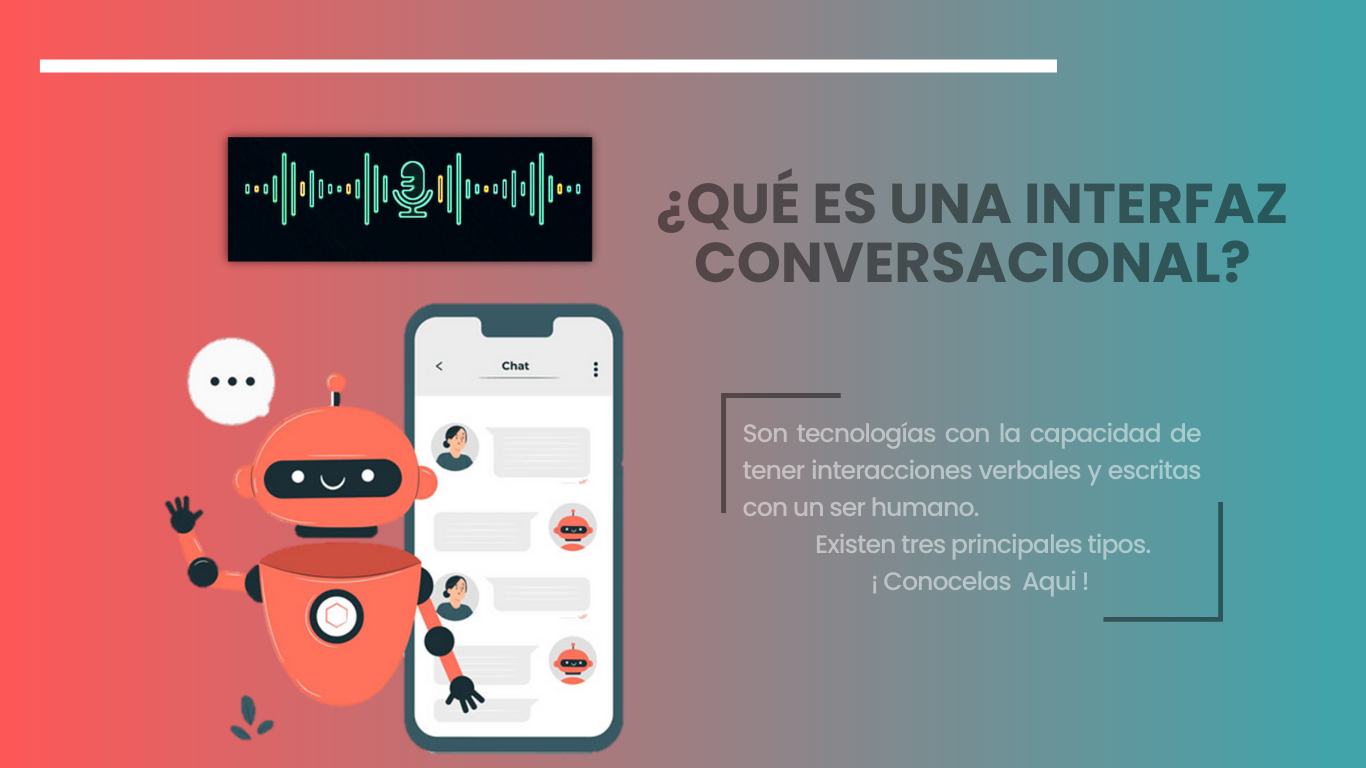 ¿QUÉ ES UNA INTERFAZ
CONVERSACIONAL?
Chat
Son tecnologías con la capacidad de
tener interacciones verbales y escritas
con un ser humano.
Existen tres principales tipos.
¡ Conocelas Aqui !